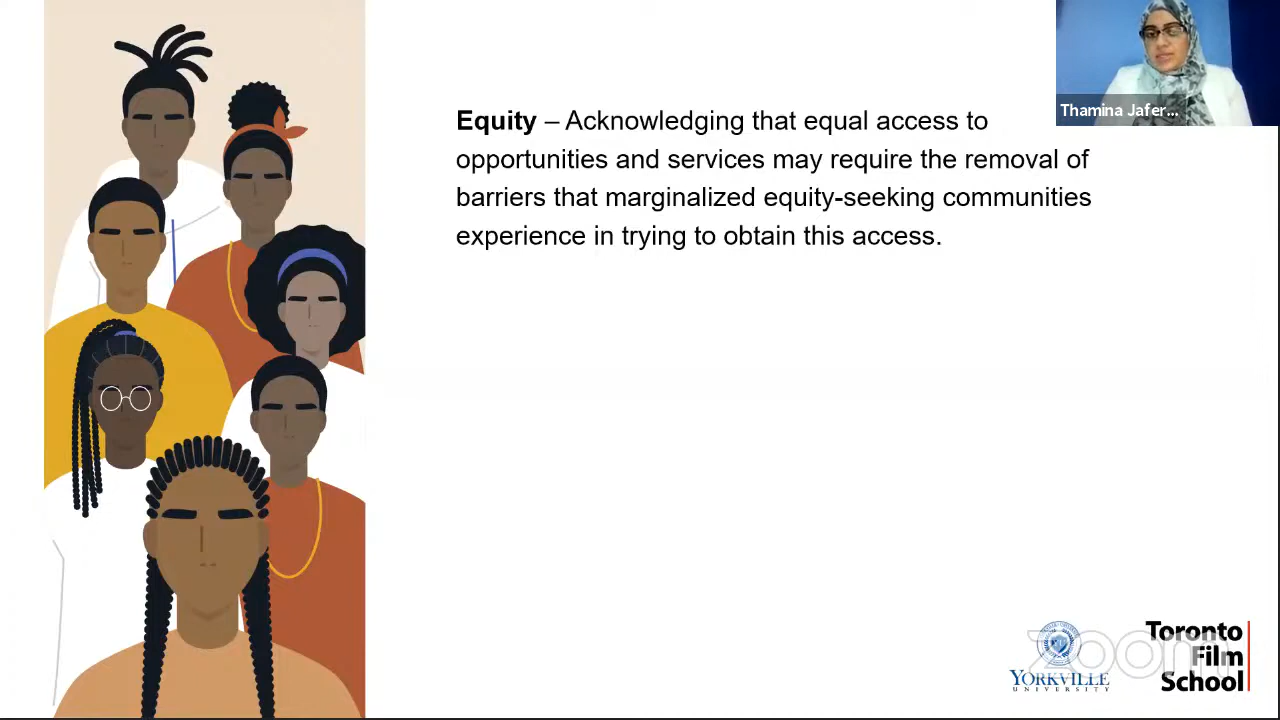 Thamina Jafer...
Equity – Acknowledging that equal access to
opportunities and services may require the removal of
barriers that marginalized equity-seeking communities
experience in trying to obtain this access.
zoom
YORKVILLE
UNIVERSITY
Toronto
Film
School